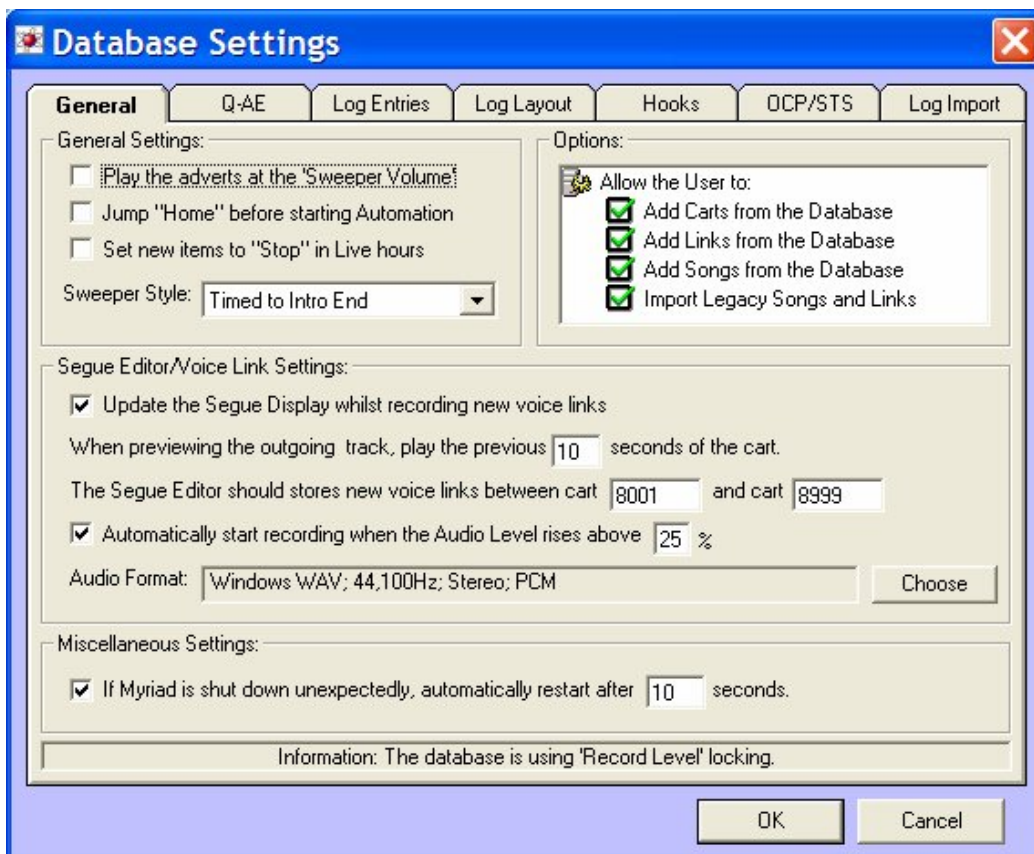 Database Settings
General
Q-AE
Log Entries
Log Layout
Hooks
OCP/STS
Log Import
General Settings:
Play the adverts at the 'Sweeper Volume'
Jump "Home" before starting Automation
Set new items to "Stop" in Live hours
Sweeper Style: Timed to Intro End
Options:
Allow the User to:
Add Carts from the Database
Add Links from the Database
Add Songs from the Database
Import Legacy Songs and Links
Segue Editor/Voice Link Settings:
Update the Segue Display whilst recording new voice links
When previewing the outgoing track, play the previous 10 seconds of the cart.
The Segue Editor should stores new voice links between cart 8001 and cart 8999
Automatically start recording when the Audio Level rises above 25 %
Audio Format: Windows WAV; 44,100Hz; Stereo; PCM Choose
Miscellaneous Settings:
If Myriad is shut down unexpectedly, automatically restart after 10 seconds.
Information: The database is using 'Record Level' locking.
OK
Cancel